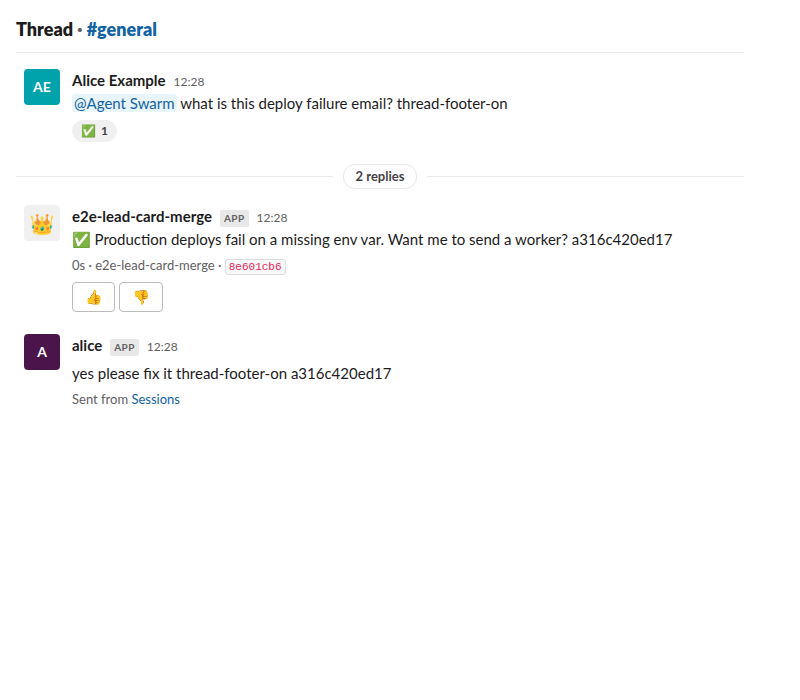 Thread • #general
AE
Alice Example 12:28
@Agent Swarm what is this deploy failure email? thread-footer-on
✅ 1
2 replies
e2e-lead-card-merge APP 12:28
✅ Production deploys fail on a missing env var. Want me to send a worker? a316c420ed17
0s · e2e-lead-card-merge · 8e601cb6
👍 👎
A
alice APP 12:28
yes please fix it thread-footer-on a316c420ed17
Sent from Sessions